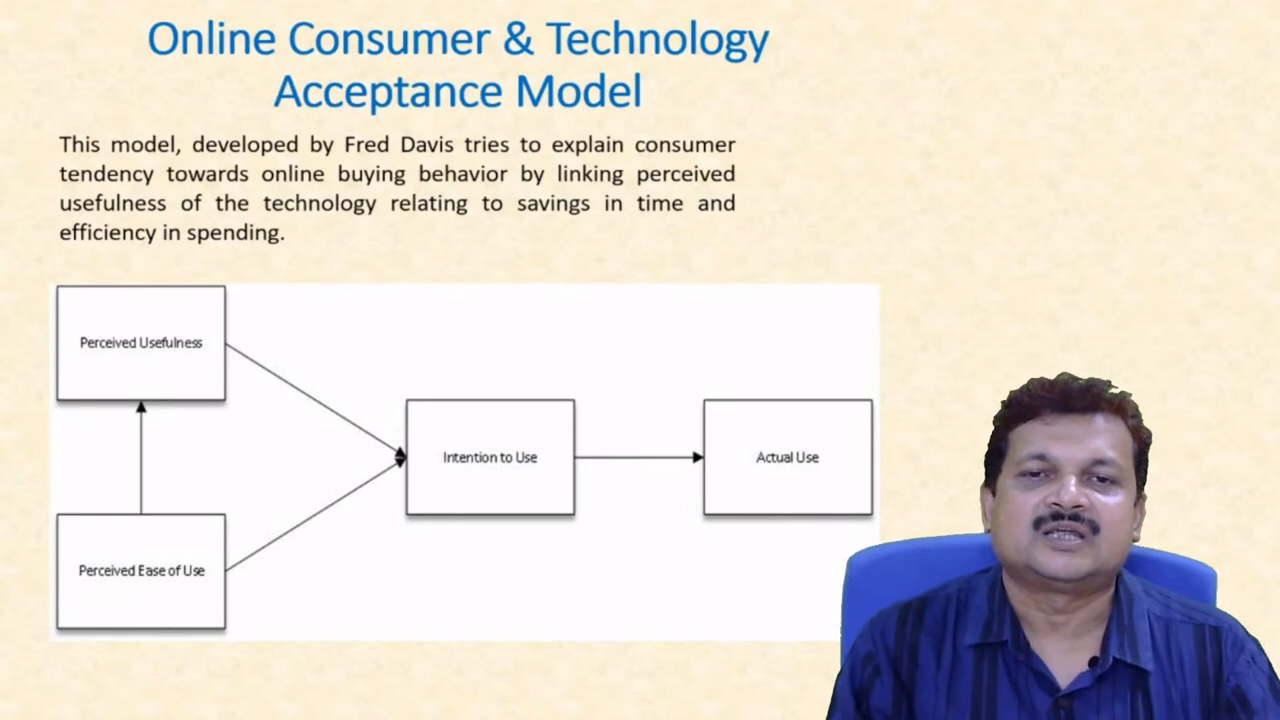 Online Consumer & Technology
Acceptance Model
This model, developed by Fred Davis tries to explain consumer
tendency towards online buying behavior by linking perceived
usefulness of the technology relating to savings in time and
efficiency in spending.
Perceived Usefulness
Intention to Use
Actual Use
Perceived Ease of Use